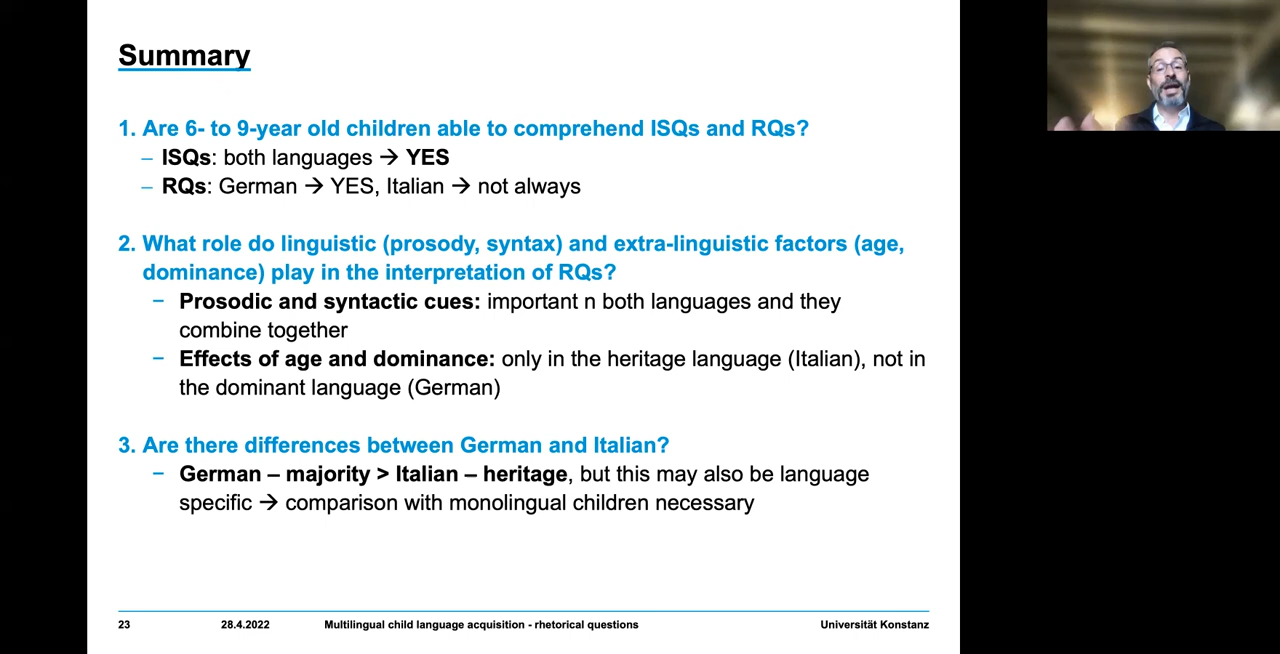 Summary
1. Are 6- to 9-year old children able to comprehend ISQs and RQs?
– ISQs: both languages → YES
– RQs: German → YES, Italian → not always
2. What role do linguistic (prosody, syntax) and extra-linguistic factors (age,
dominance) play in the interpretation of RQs?
– Prosodic and syntactic cues: important n both languages and they
combine together
– Effects of age and dominance: only in the heritage language (Italian), not in
the dominant language (German)
3. Are there differences between German and Italian?
– German – majority > Italian – heritage, but this may also be language
specific → comparison with monolingual children necessary
23 28.4.2022 Multilingual child language acquisition - rhetorical questions Universität Konstanz